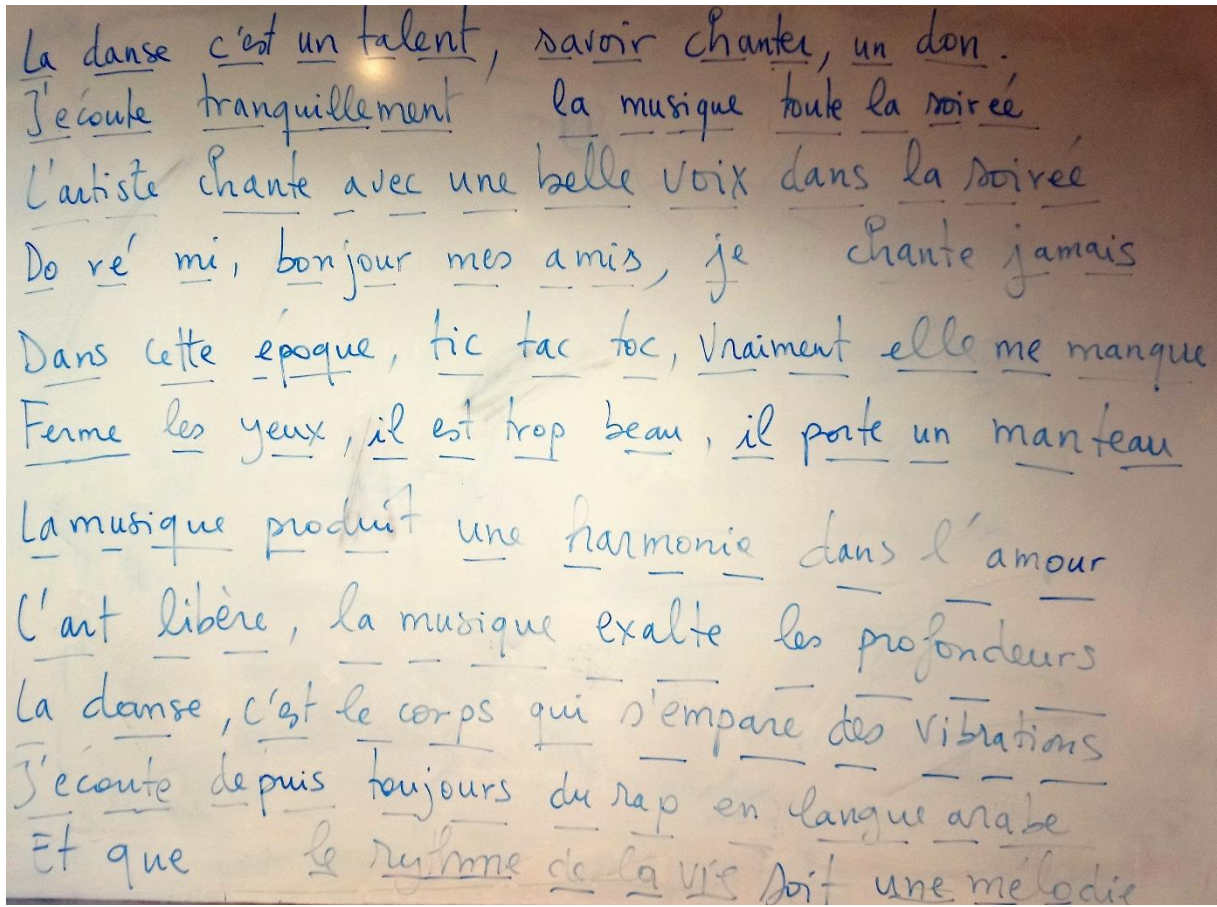 La danse c'est un talent, savoir chanter, un don.
J'écoute tranquillement la musique toute la soireé
L'artiste chante avec une belle voix dans la soireé
Do ré mi, bonjour mes amis, je chante jamais
Dans cette époque, tic tac toc, vraiment elle me manque
Ferme les yeux, il est trop beau, il porte un manteau
La musique produit une harmonie dans l'amour
L'art libère, la musique exalte les profondeurs
La danse, c'est le corps qui s'empare des vibrations
J'écoute depuis toujours du rap en langue arabe
Et que le rythme de la vie soit une mélodie